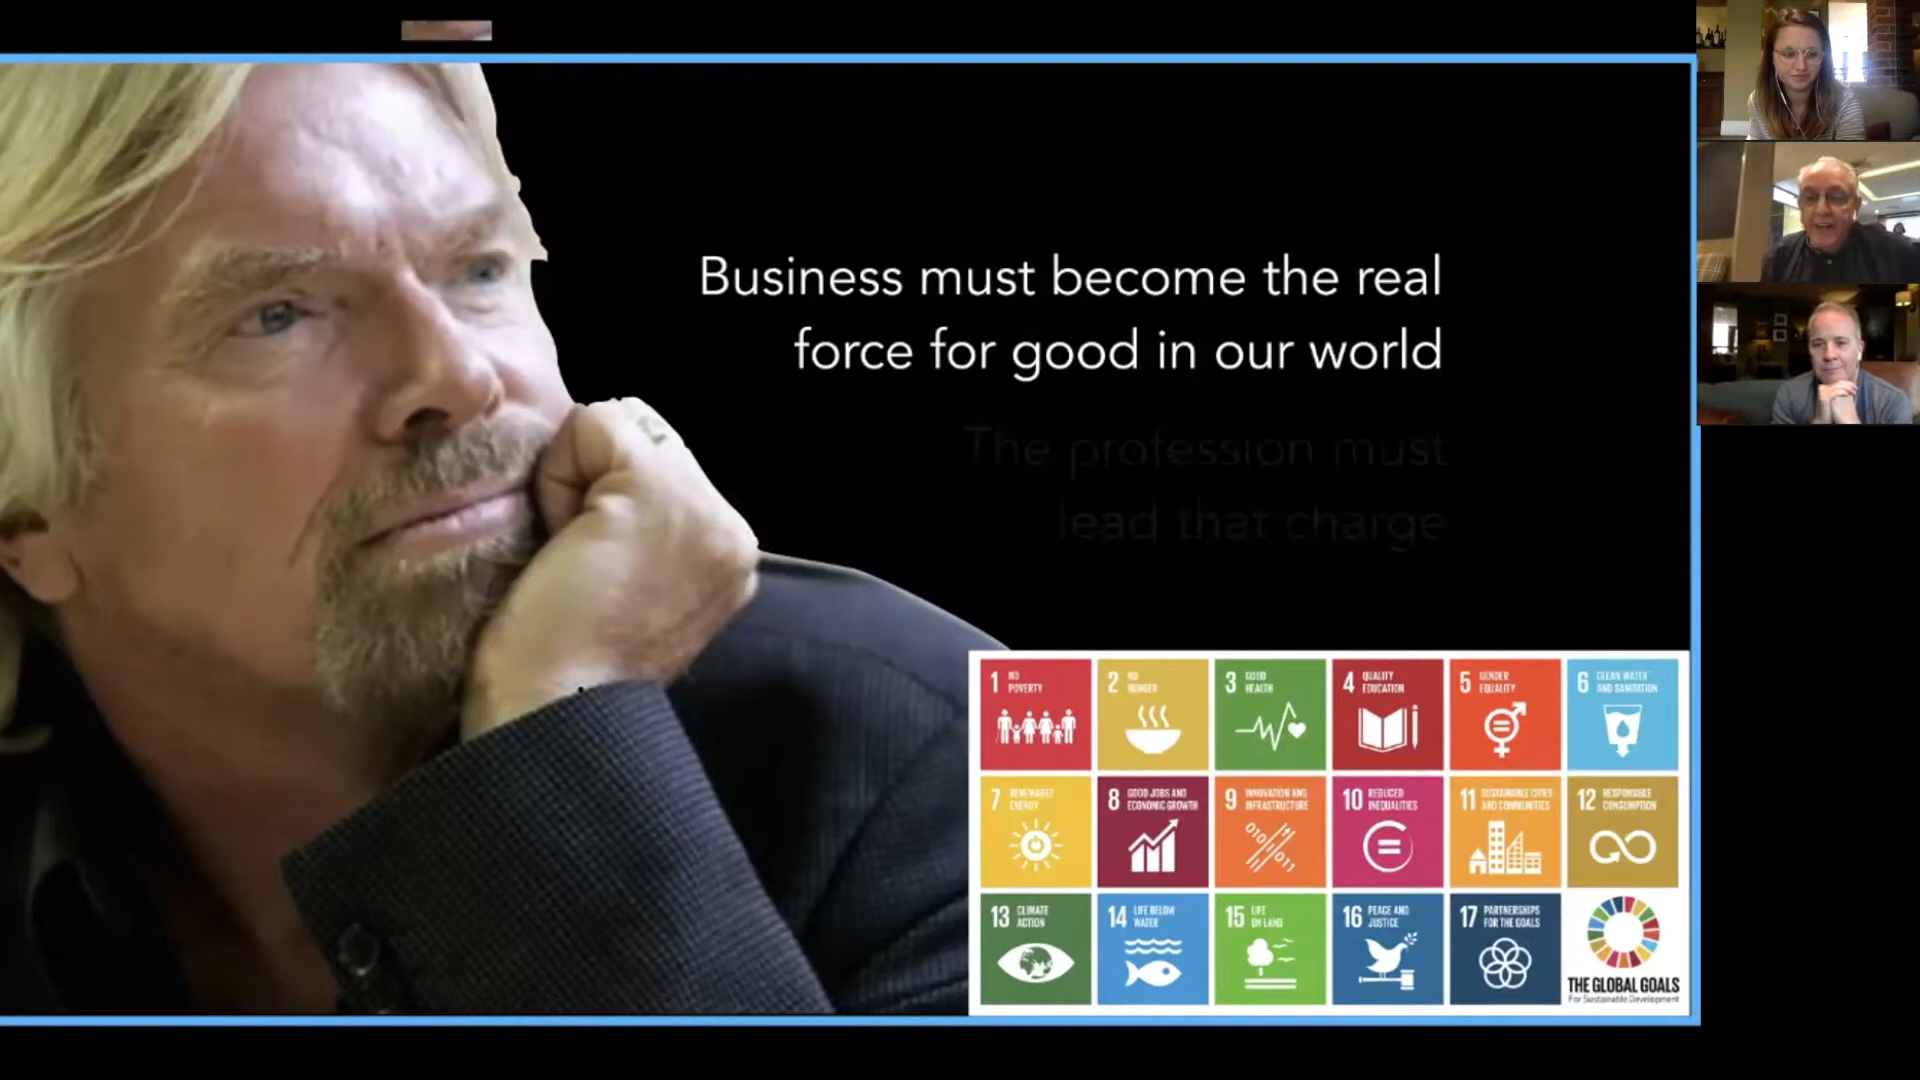 Business must become the real
force for good in our world
The profession must
lead that charge
1 NO
POVERTY
2 NO
HUNGER
3 GOOD
HEALTH
4 QUALITY
EDUCATION
5 GENDER
EQUALITY
6 CLEAN WATER
AND SANITATION
7 RENEWABLE
ENERGY
8 GOOD JOBS AND
ECONOMIC GROWTH
9 INNOVATION AND
INFRASTRUCTURE
10 REDUCED
INEQUALITIES
11 SUSTAINABLE CITIES
AND COMMUNITIES
12 RESPONSIBLE
CONSUMPTION
13 CLIMATE
ACTION
14 LIFE BELOW
WATER
15 LIFE
ON LAND
16 PEACE AND
JUSTICE
17 PARTNERSHIPS
FOR THE GOALS
THE GLOBAL GOALS
For Sustainable Development